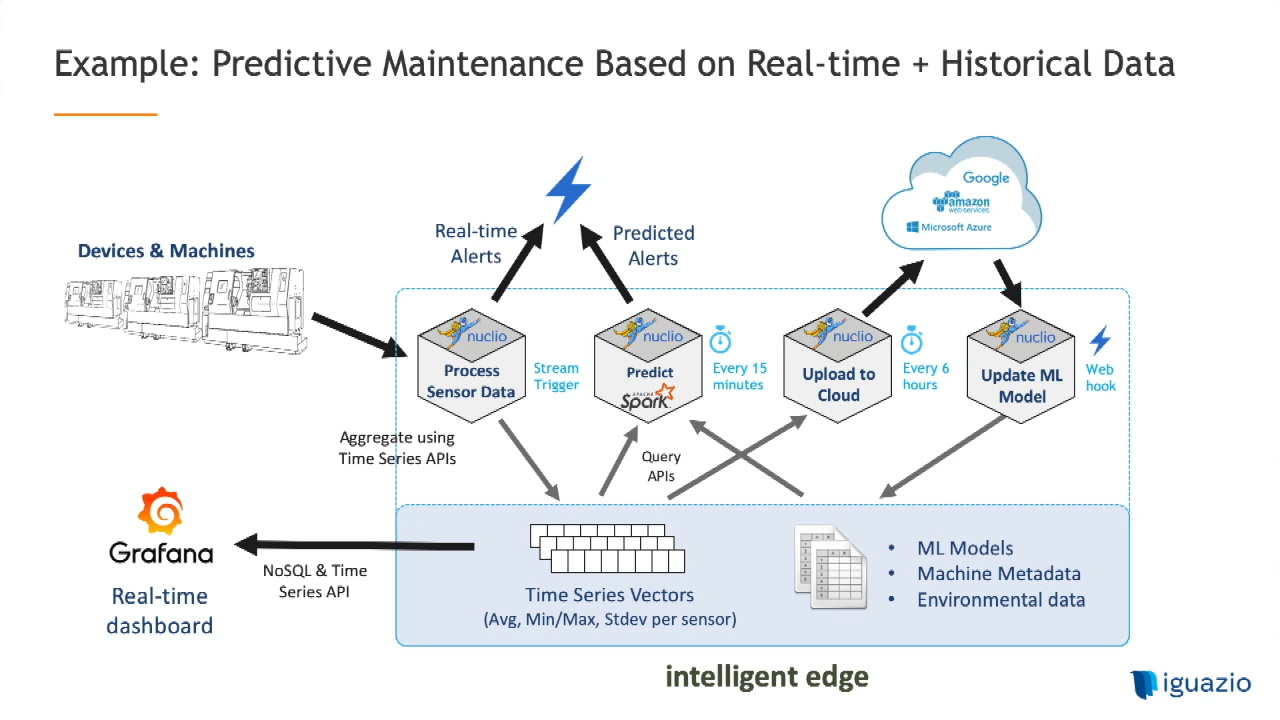 Example: Predictive Maintenance Based on Real-time + Historical Data
Google
amazon
web services
Microsoft Azure
Real-time
Alerts
Predicted
Alerts
Devices & Machines
nuclio
Process
Sensor Data
Stream
Trigger
nuclio
Predict
APACHE
Spark
Every 15
minutes
nuclio
Upload to
Cloud
Every 6
hours
nuclio
Update ML
Model
Web
hook
Aggregate using
Time Series APIs
Query
APIs
Grafana
Real-time
dashboard
NoSQL & Time
Series API
Time Series Vectors
(Avg, Min/Max, Stdev per sensor)
• ML Models
• Machine Metadata
• Environmental data
intelligent edge
iguazio